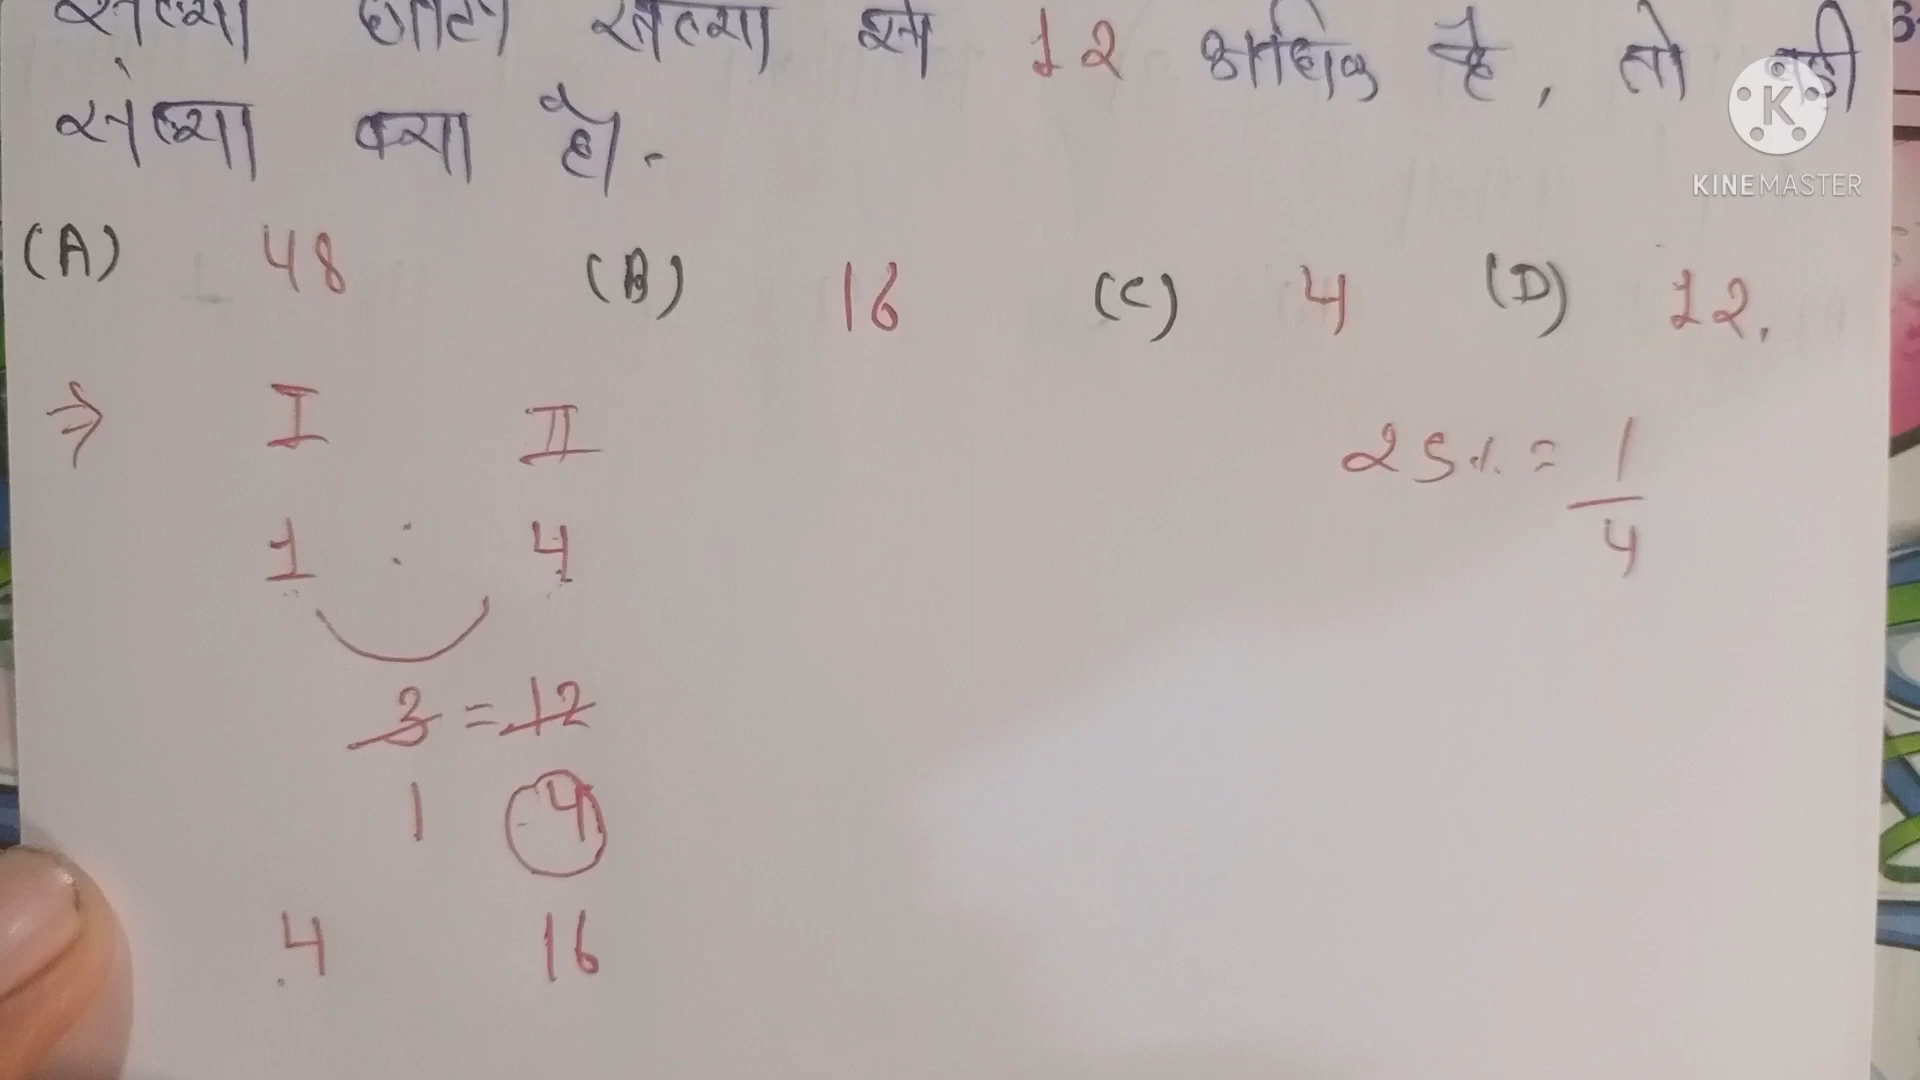 संख्या छोटी संख्या से 12 अधिक है, तो बड़ी
संख्या क्या है।-
KINEMASTER
(A) 48 (B) 16 (C) 4 (D) 12.
⇒ I II
25% = 1/4
1 : 4
3 = 12
1 4
4 16